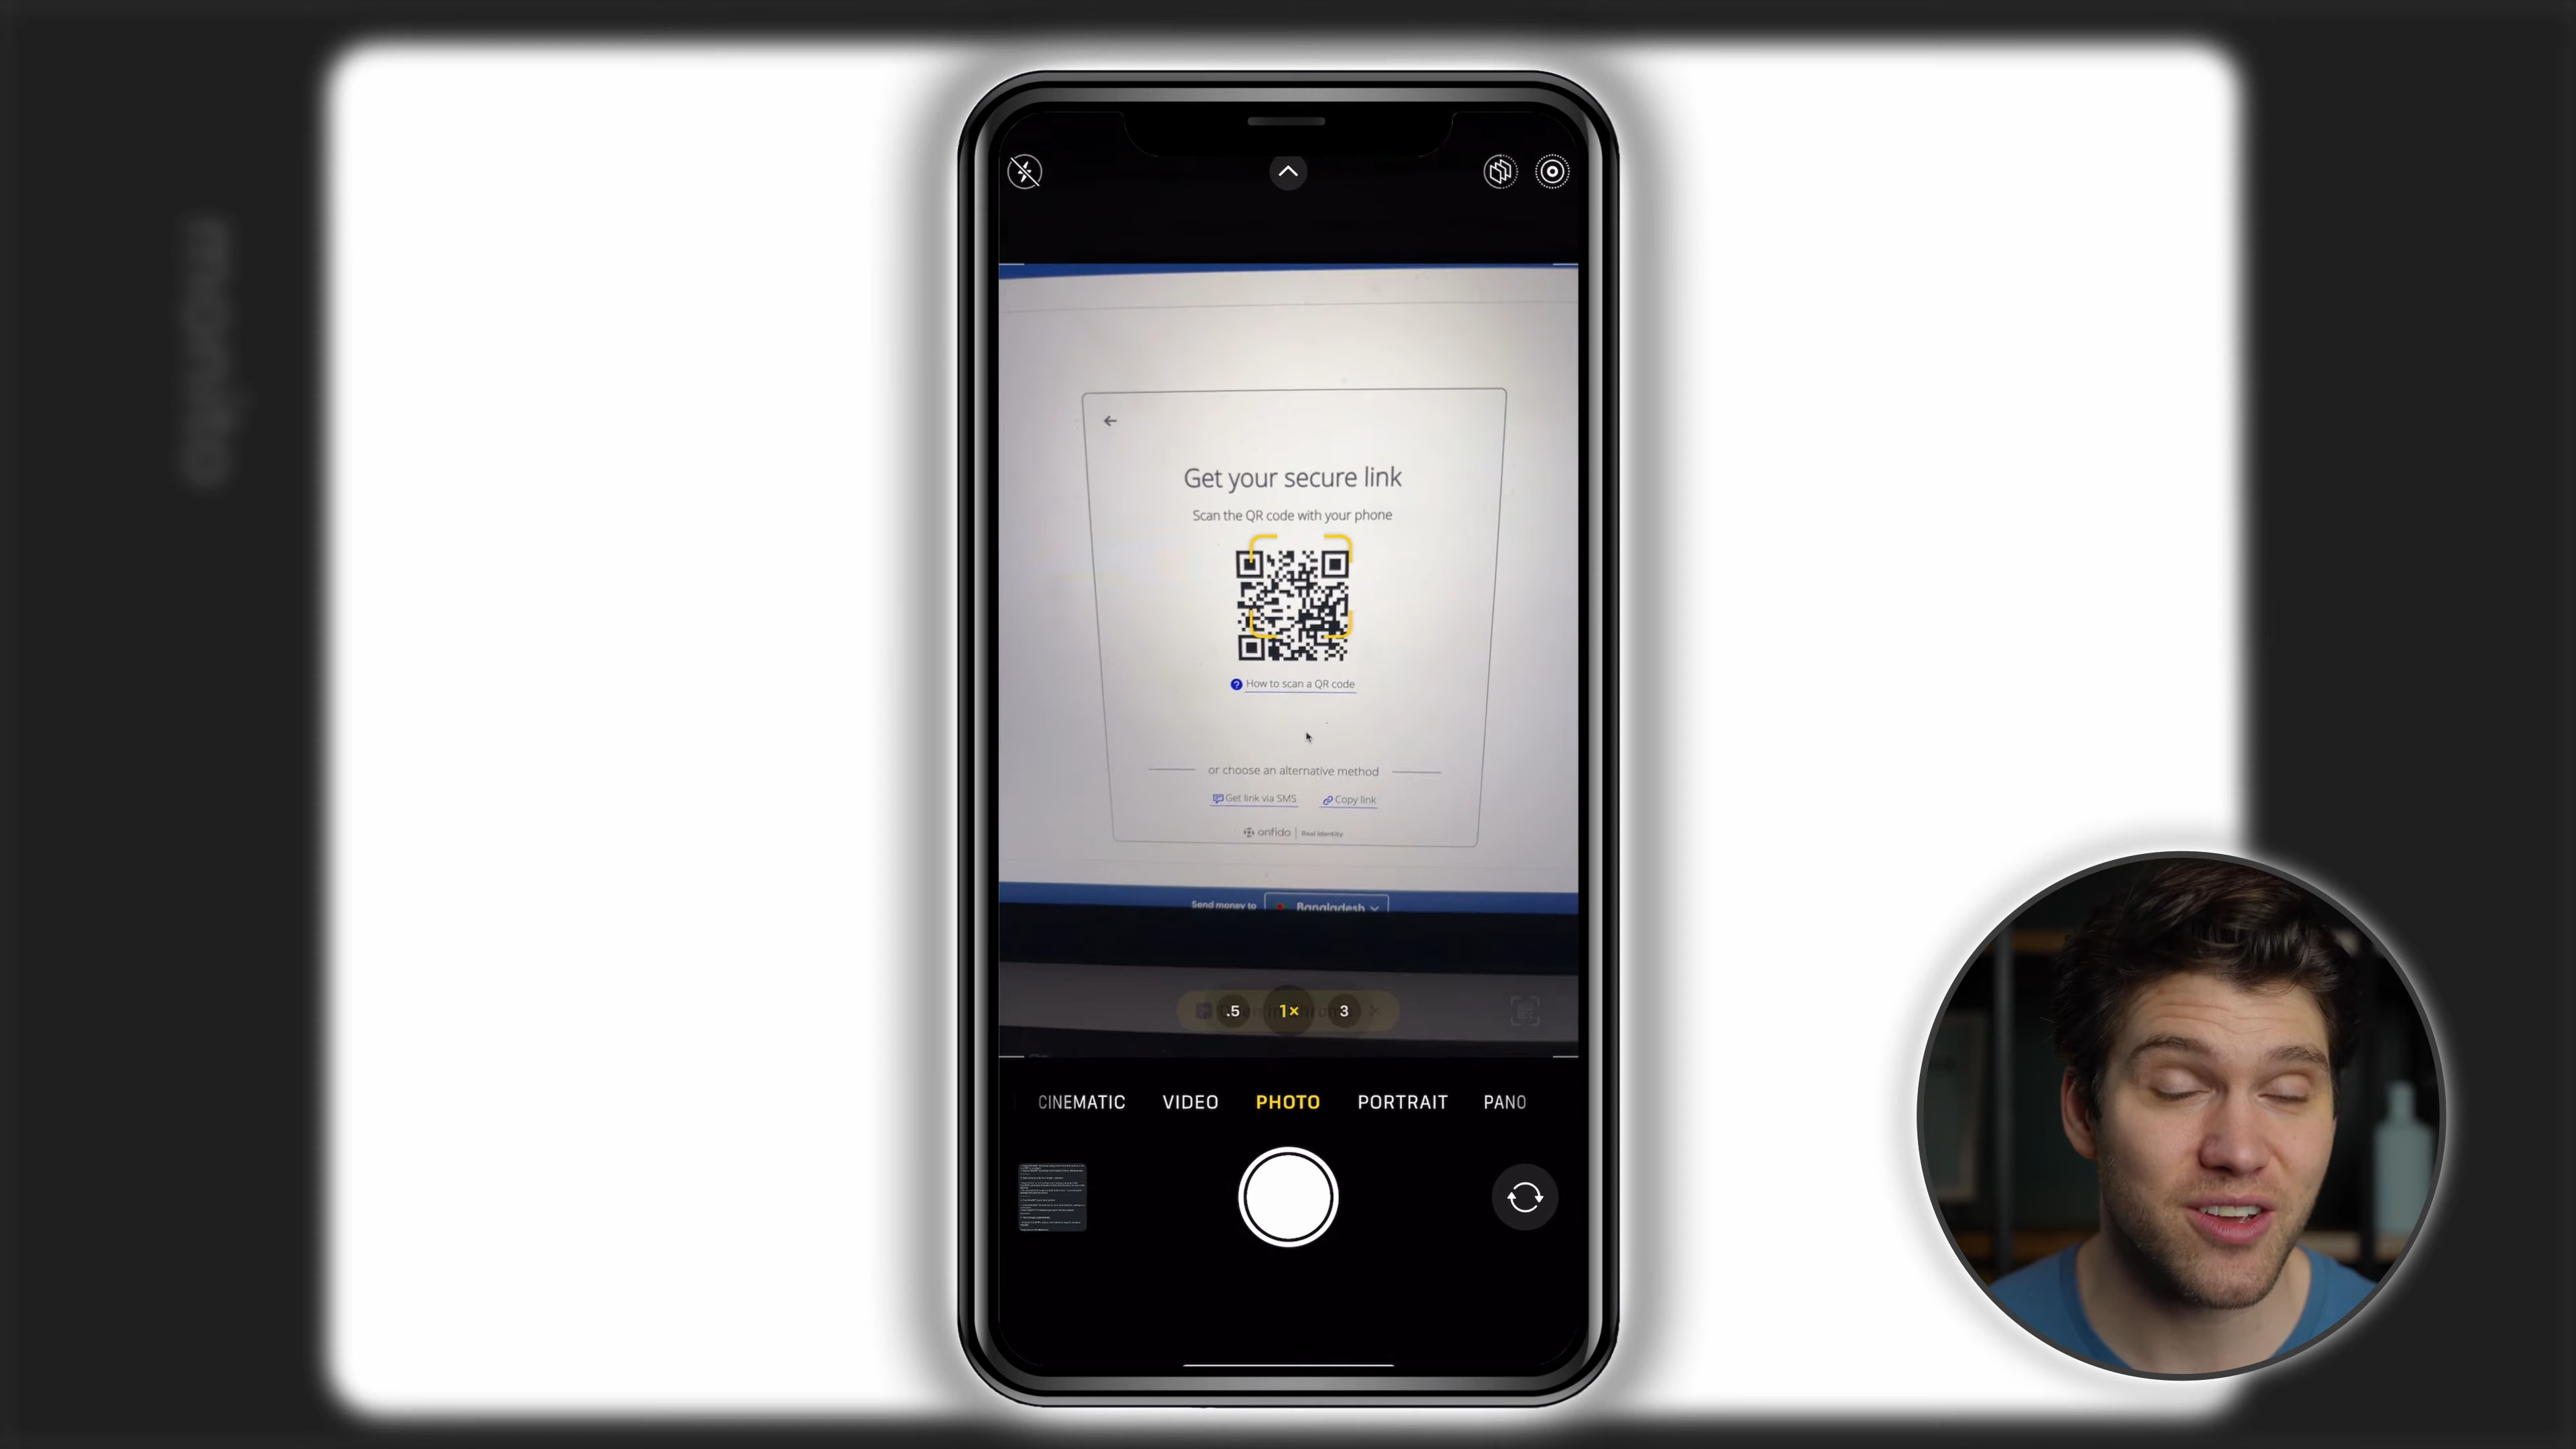 Get your secure link
Scan the QR code with your phone
How to scan a QR code
or choose an alternative method
Get link via SMS
Copy link
onfido | Real Identity
Send money to
Bangladesh
.5
1×
3
CINEMATIC
VIDEO
PHOTO
PORTRAIT
PANO